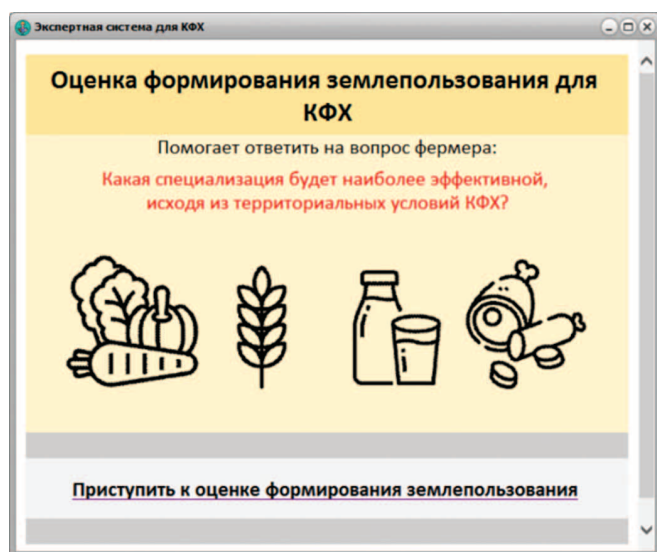 Экспертная система для КФХ
Оценка формирования землепользования для
КФХ
Помогает ответить на вопрос фермера:
Какая специализация будет наиболее эффективной,
исходя из территориальных условий КФХ?
Приступить к оценке формирования землепользования